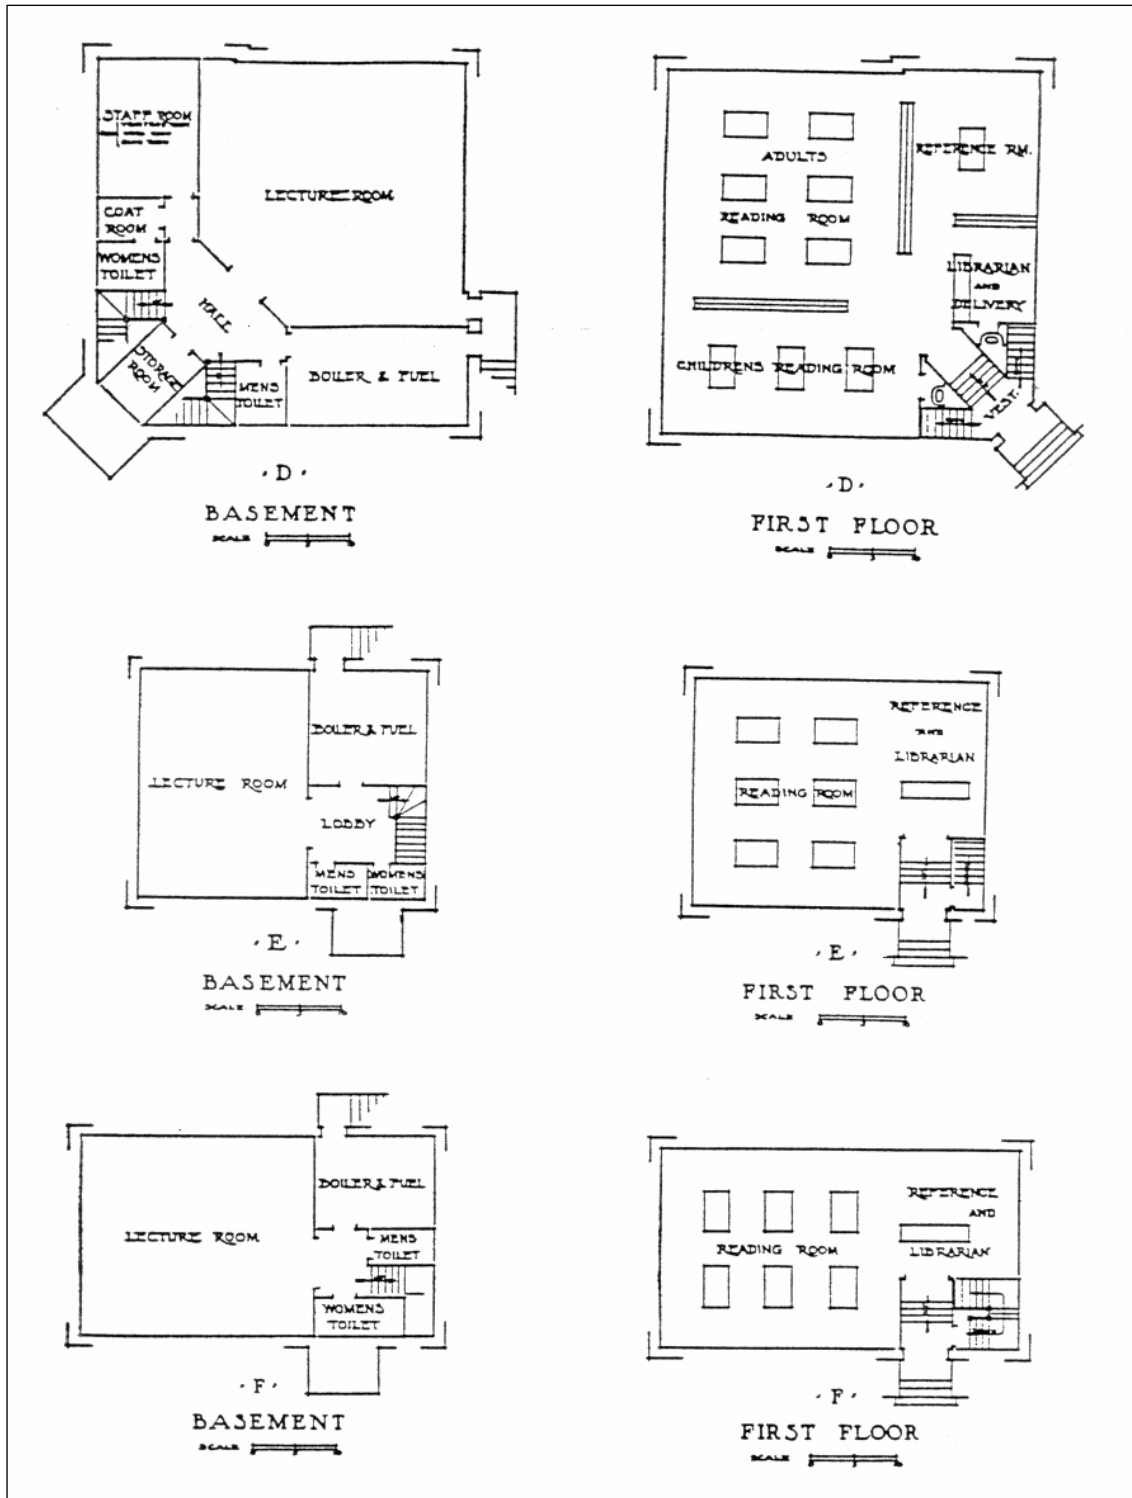 STAFF ROOM
LECTURE ROOM
COAT
ROOM
WOMENS
TOILET
HALL
STORAGE
ROOM
MENS
TOILET
BOILER & FUEL
· D ·
BASEMENT
SCALE
ADULTS
READING ROOM
REFERENCE RM.
LIBRARIAN
AND
DELIVERY
CHILDRENS READING ROOM
VEST.
· D ·
FIRST FLOOR
SCALE
BOILER & FUEL
LECTURE ROOM
LOBBY
MENS
TOILET
WOMENS
TOILET
· E ·
BASEMENT
SCALE
REFERENCE
AND
LIBRARIAN
READING ROOM
· E ·
FIRST FLOOR
SCALE
BOILER & FUEL
LECTURE ROOM
MENS
TOILET
WOMENS
TOILET
· F ·
BASEMENT
SCALE
REFERENCE
AND
LIBRARIAN
READING ROOM
· F ·
FIRST FLOOR
SCALE